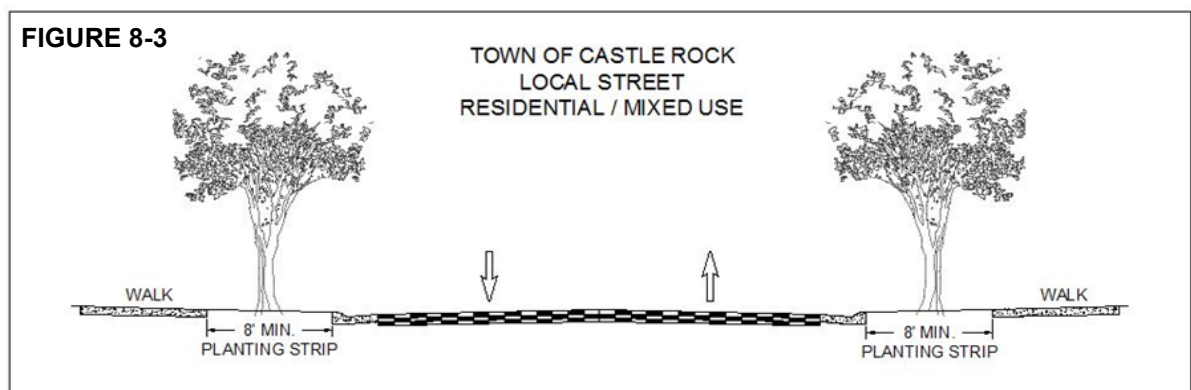 FIGURE 8-3
TOWN OF CASTLE ROCK
LOCAL STREET
RESIDENTIAL / MIXED USE
WALK
WALK
8' MIN.
PLANTING STRIP
8' MIN.
PLANTING STRIP